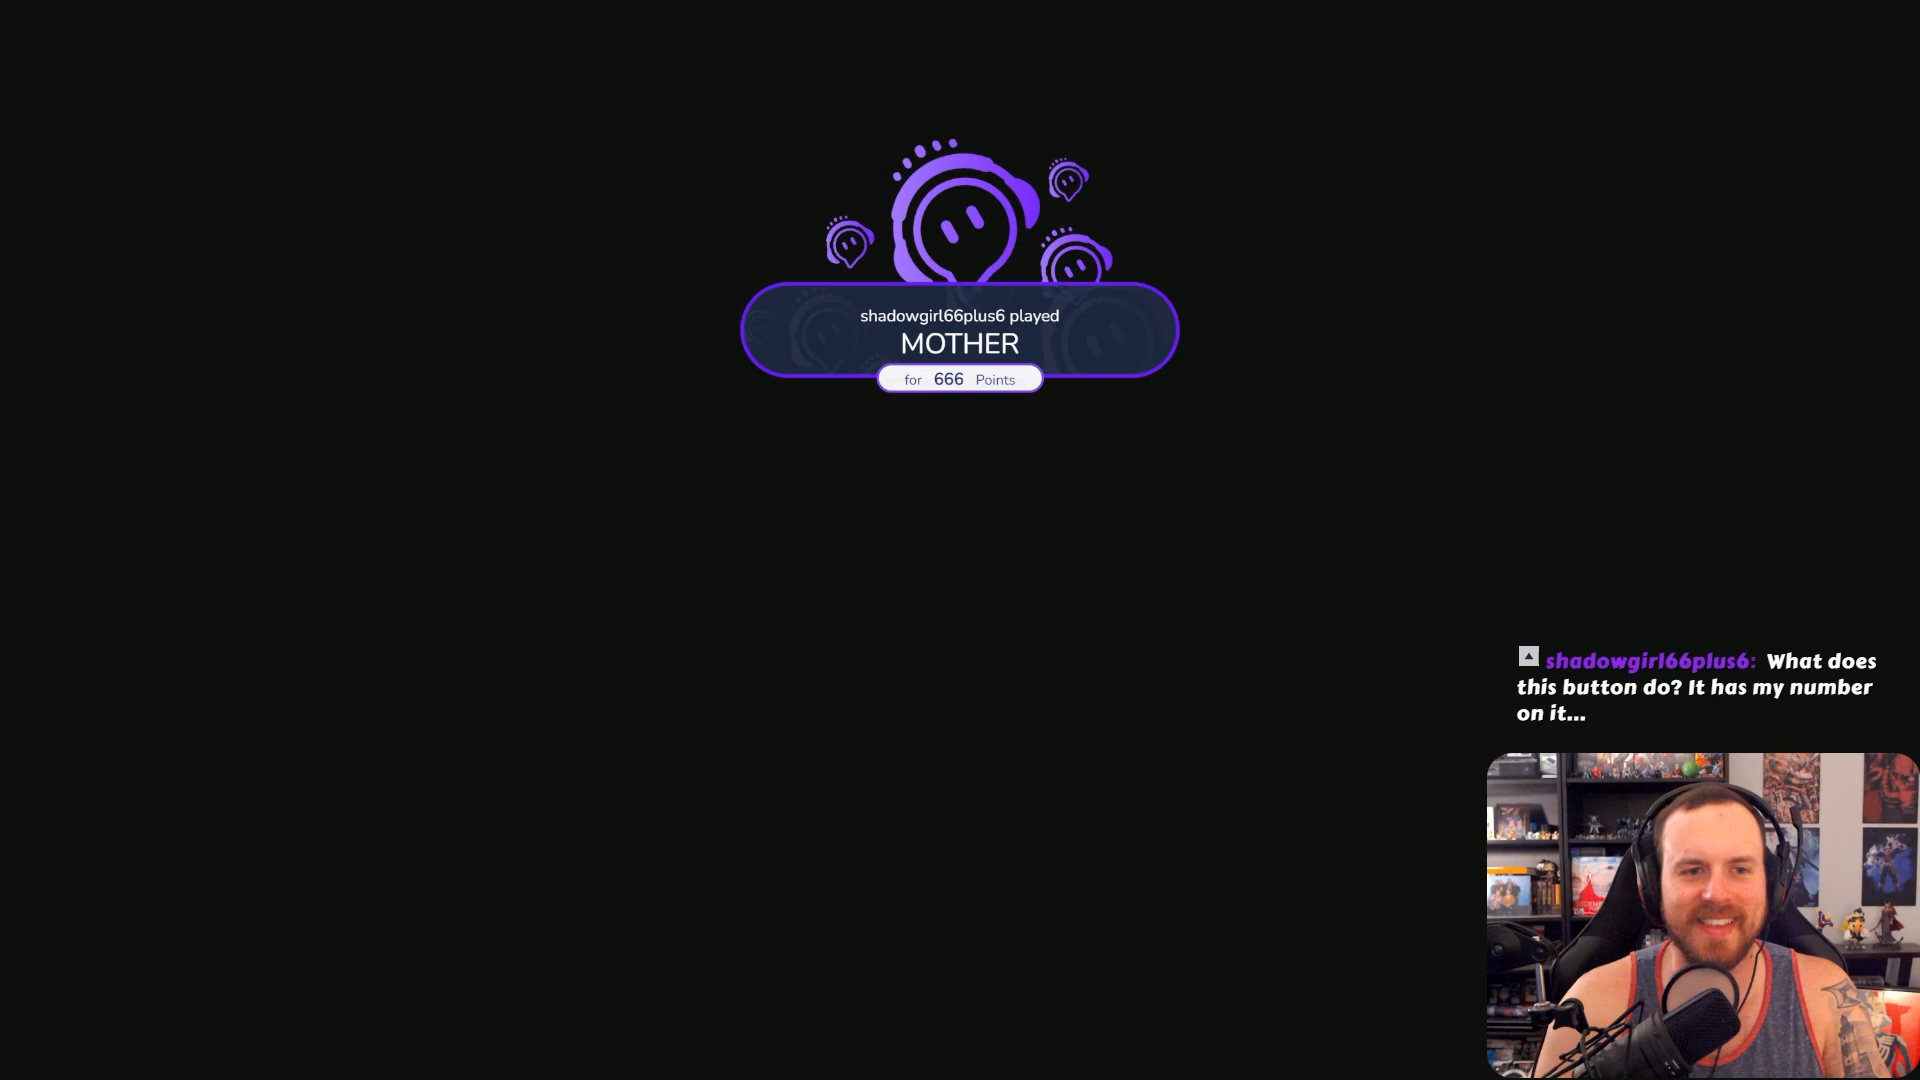 shadowgirl66plus6 played
MOTHER
for 666 Points
shadowgirl66plus6: What does
this button do? It has my number
on it...